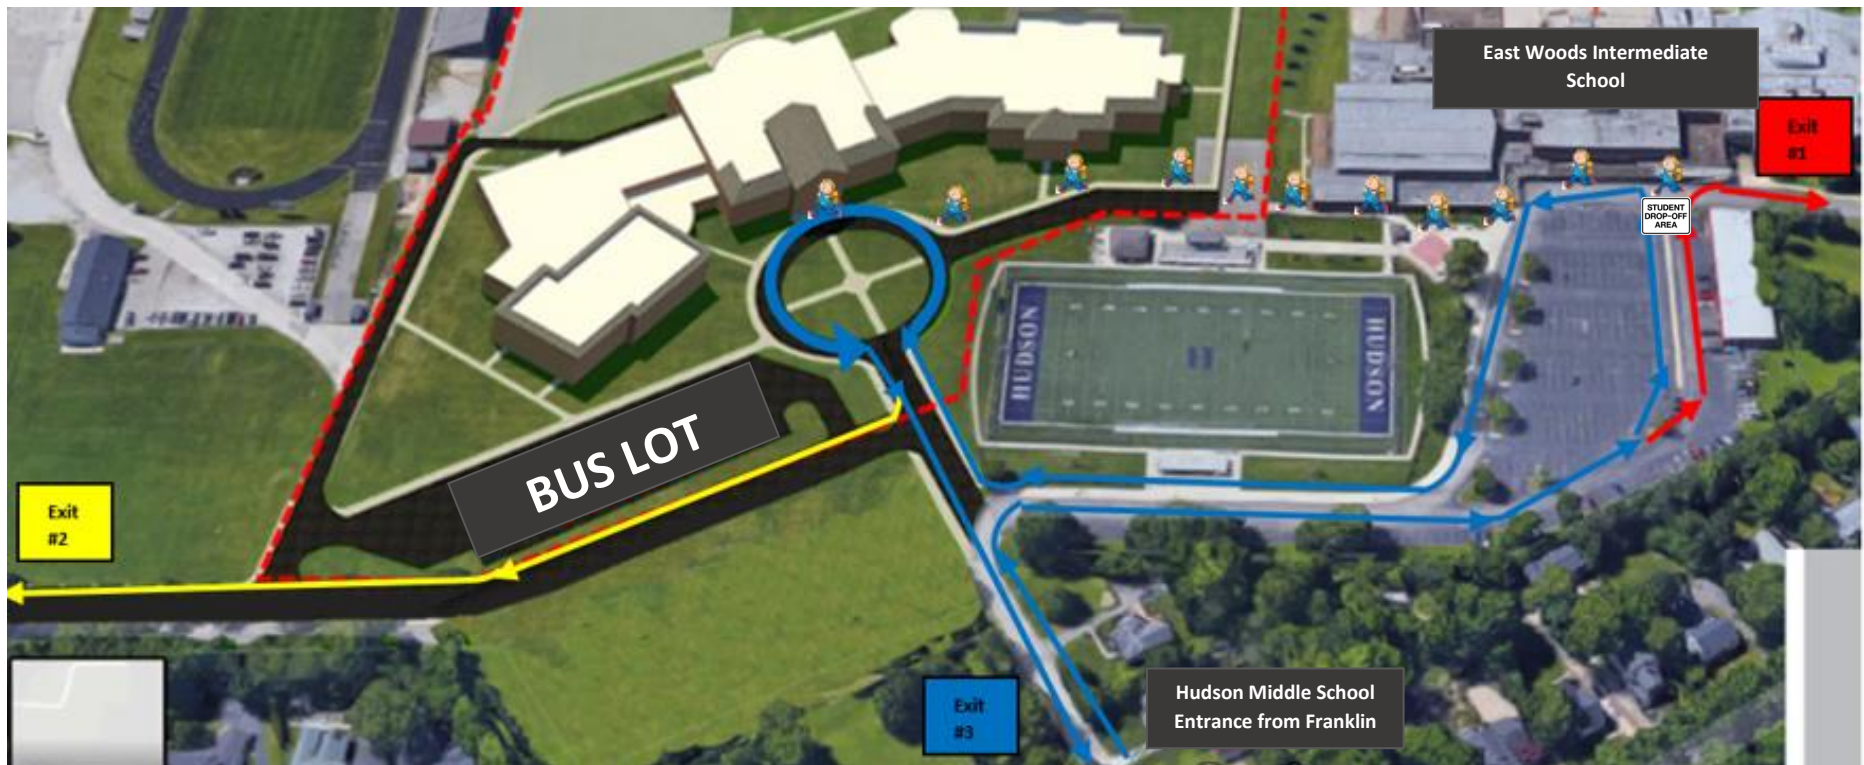 East Woods Intermediate
School
Exit
#1
STUDENT
DROP-OFF
AREA
HUDSON
HUDSON
BUS LOT
Exit
#2
Exit
#3
Hudson Middle School
Entrance from Franklin